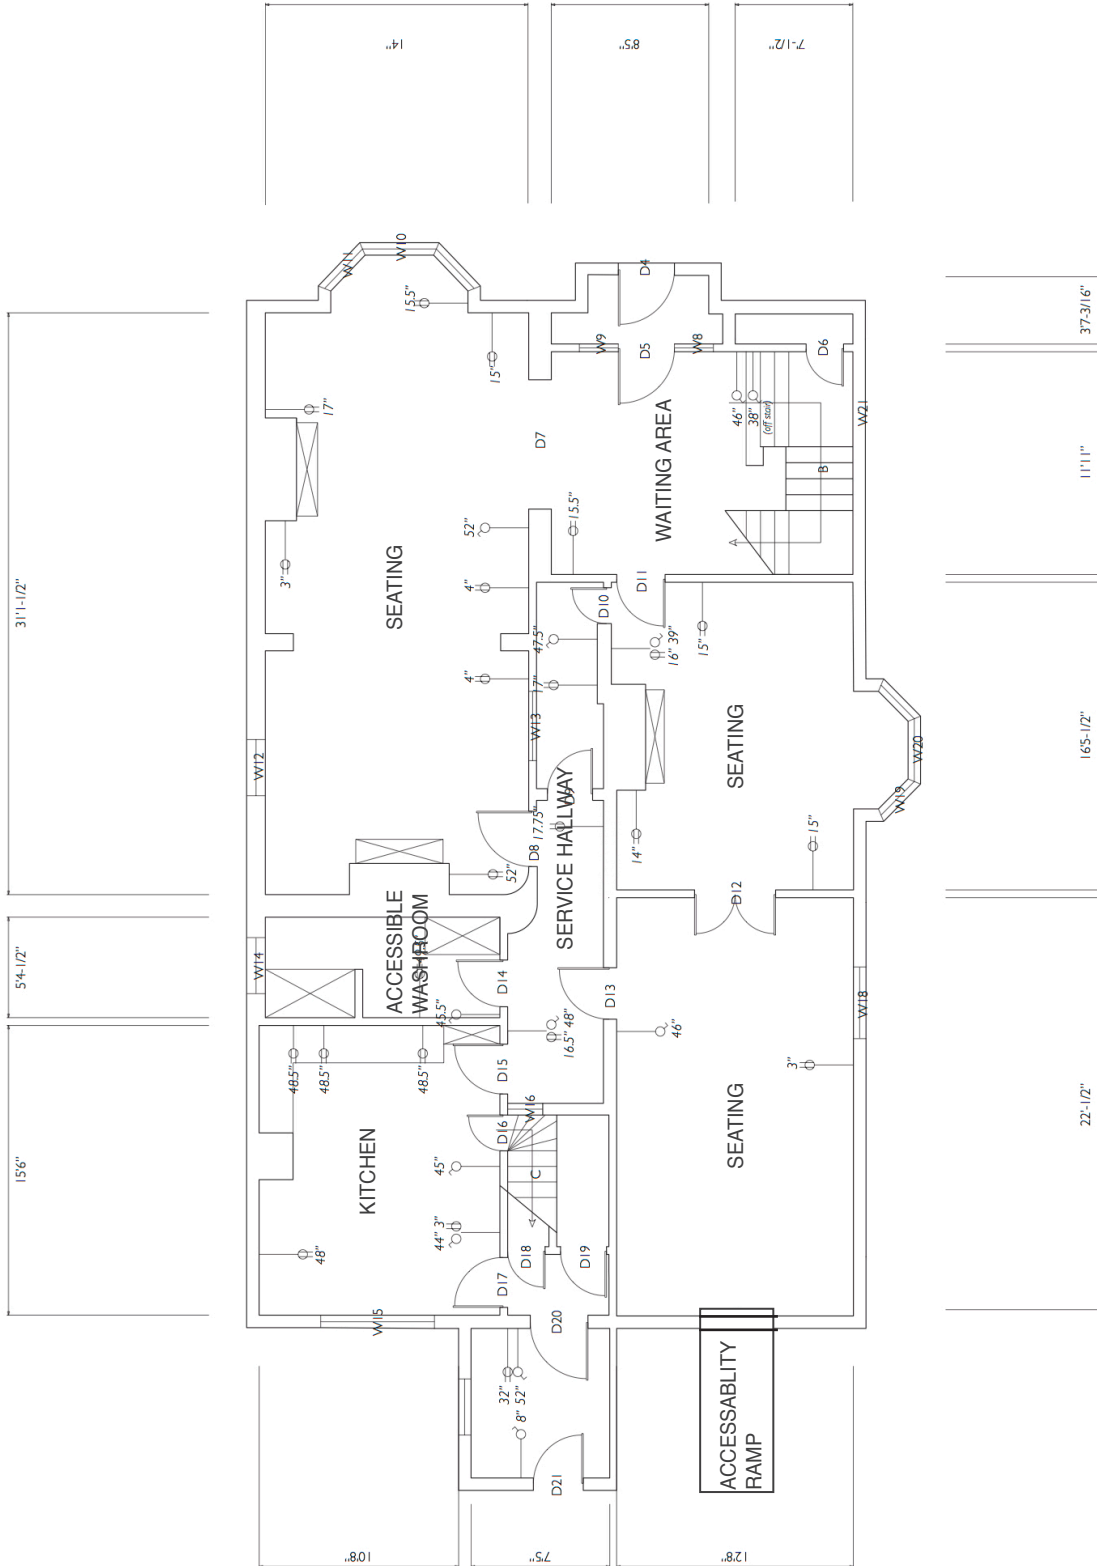 14"
8'5"
7'-1/2"
31'1-1/2"
5'4-1/2"
15'6"
3'7-3/16"
11'11"
16'5-1/2"
22'-1/2"
10'8"
7'5"
12'8"
W11
W10
15.5"
15"
17"
3"
SEATING
52"
4"
4"
W12
W13
52"
D8
D7
W9
D4
D5
W8
D6
46"
38"
(off stair)
W21
WAITING AREA
15.5"
A
B
D11
D10
47.5"
17"
16" 39"
15"
SEATING
14"
15"
W20
W19
D12
D9
17.75"
SERVICE HALLWAY
ACCESSIBLE
WASHROOM
W14
45.5"
D14
D13
16.5" 48"
46"
W18
3"
SEATING
48.5"
48.5"
48.5"
D15
W16
D16
KITCHEN
45"
44" 3"
48"
C
D18
D19
D17
D20
W15
32"
52"
8"
D21
ACCESSABLITY
RAMP